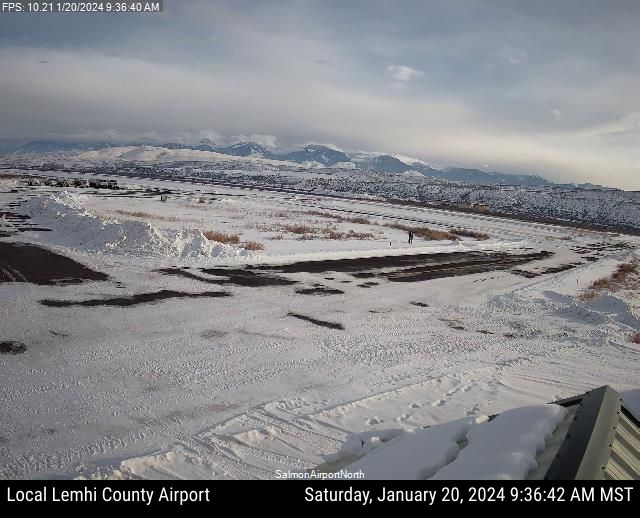 FPS: 10.21 1/20/2024 9:36:40 AM
SalmonAirportNorth
Local Lemhi County Airport Saturday, January 20, 2024 9:36:42 AM MST